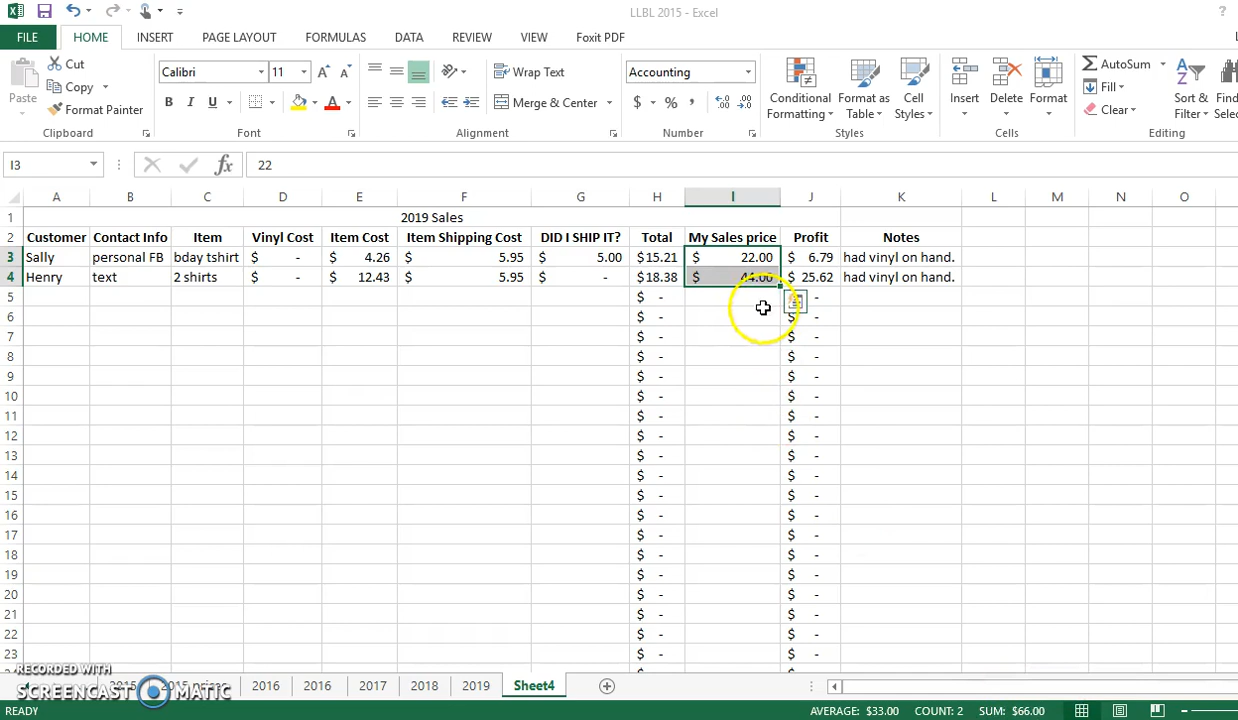 LLBL 2015 - Excel ?
FILE HOME INSERT PAGE LAYOUT FORMULAS DATA REVIEW VIEW Foxit PDF
Cut
Copy
Format Painter
Paste
Clipboard
Calibri 11
B I U
Font
Wrap Text
Merge & Center
Alignment
Accounting
$ % ,
Number
Conditional Formatting
Format as Table
Cell Styles
Styles
Insert Delete Format
Cells
AutoSum
Fill
Clear
Sort & Filter
Editing
I3 fx 22
A B C D E F G H I J K L M N O
1 2019 Sales
2 Customer Contact Info Item Vinyl Cost Item Cost Item Shipping Cost DID I SHIP IT? Total My Sales price Profit Notes
3 Sally personal FB bday tshirt $ - $ 4.26 $ 5.95 $ 5.00 $15.21 $ 22.00 $ 6.79 had vinyl on hand.
4 Henry text 2 shirts $ - $ 12.43 $ 5.95 $ - $18.38 $ 44.00 $ 25.62 had vinyl on hand.
5 $ - -
6 $ - $ -
7 $ - $ -
8 $ - $ -
9 $ - $ -
10 $ - $ -
11 $ - $ -
12 $ - $ -
13 $ - $ -
14 $ - $ -
15 $ - $ -
16 $ - $ -
17 $ - $ -
18 $ - $ -
19 $ - $ -
20 $ - $ -
21 $ - $ -
22 $ - $ -
23 $ - $ -
RECORDED WITH
SCREENCAST MATIC
2015 2016 2016 2017 2018 2019 Sheet4
READY AVERAGE: $33.00 COUNT: 2 SUM: $66.00